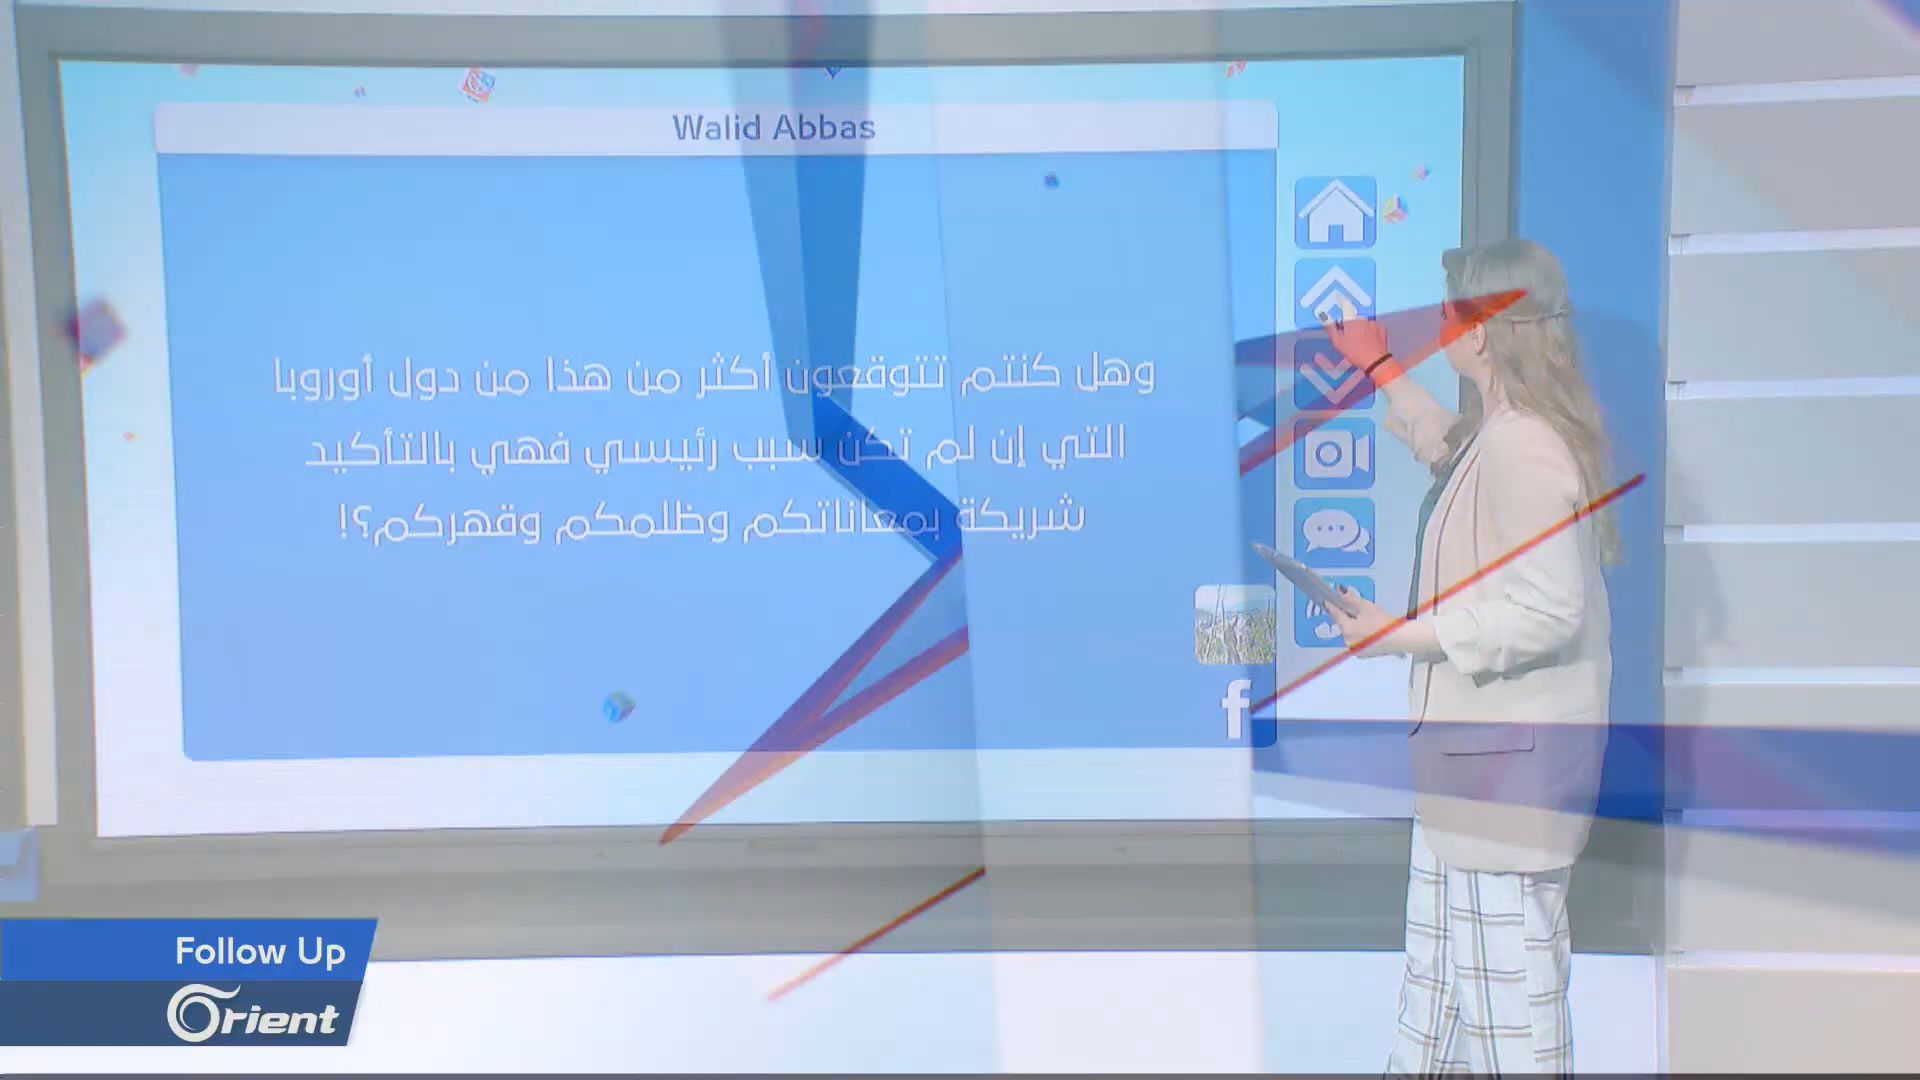 Walid Abbas
وهل كنتم تتوقعون أكثر من هذا من دول أوروبا
التي إن لم تكن سبب رئيسي فهي بالتأكيد
شريكة بمعاناتكم وظلمكم وقهركم؟!
f
Follow Up
Orient